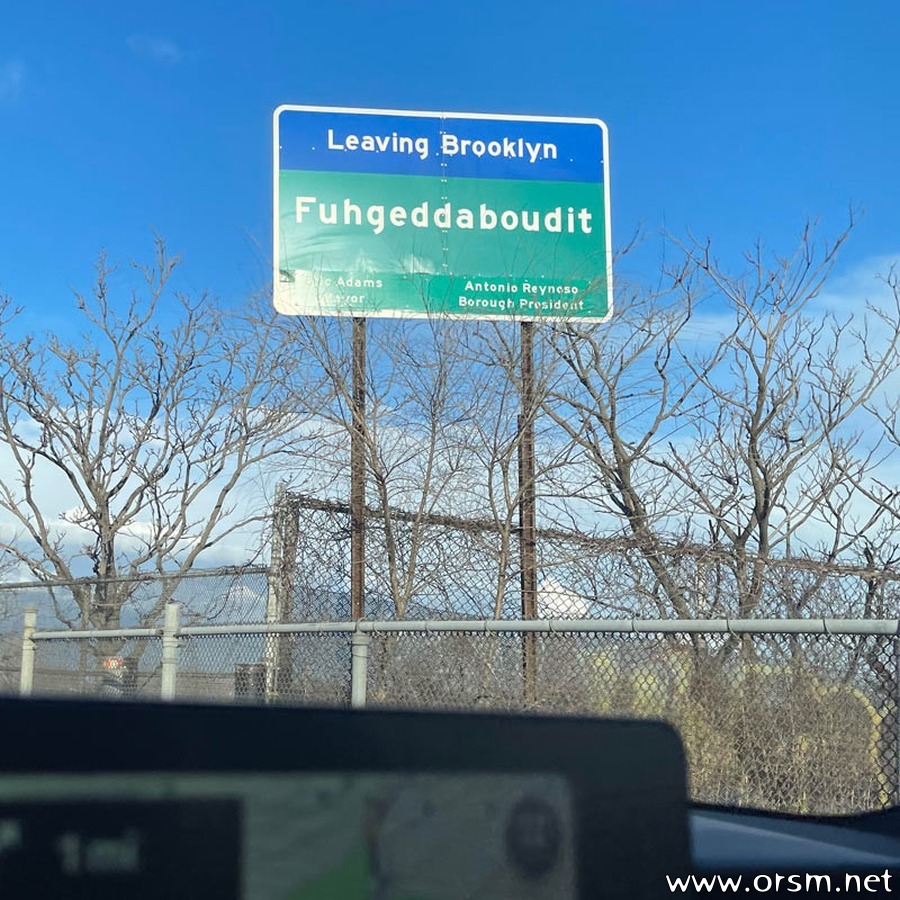 Leaving Brooklyn
Fuhgeddaboudit
Adams
Antonio Reynoso
Borough President
1 mi
www.orsm.net